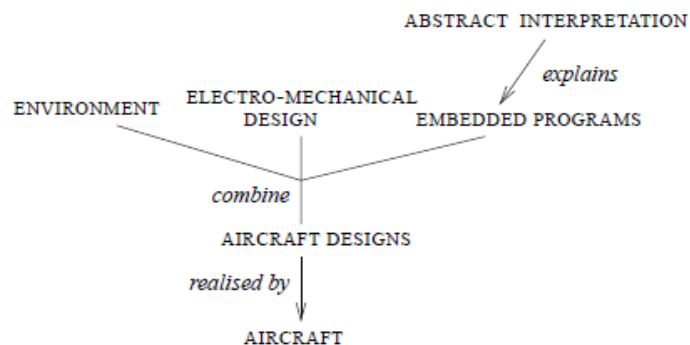 ABSTRACT INTERPRETATION
explains
ENVIRONMENT
ELECTRO-MECHANICAL
DESIGN
EMBEDDED PROGRAMS
combine
AIRCRAFT DESIGNS
realised by
AIRCRAFT